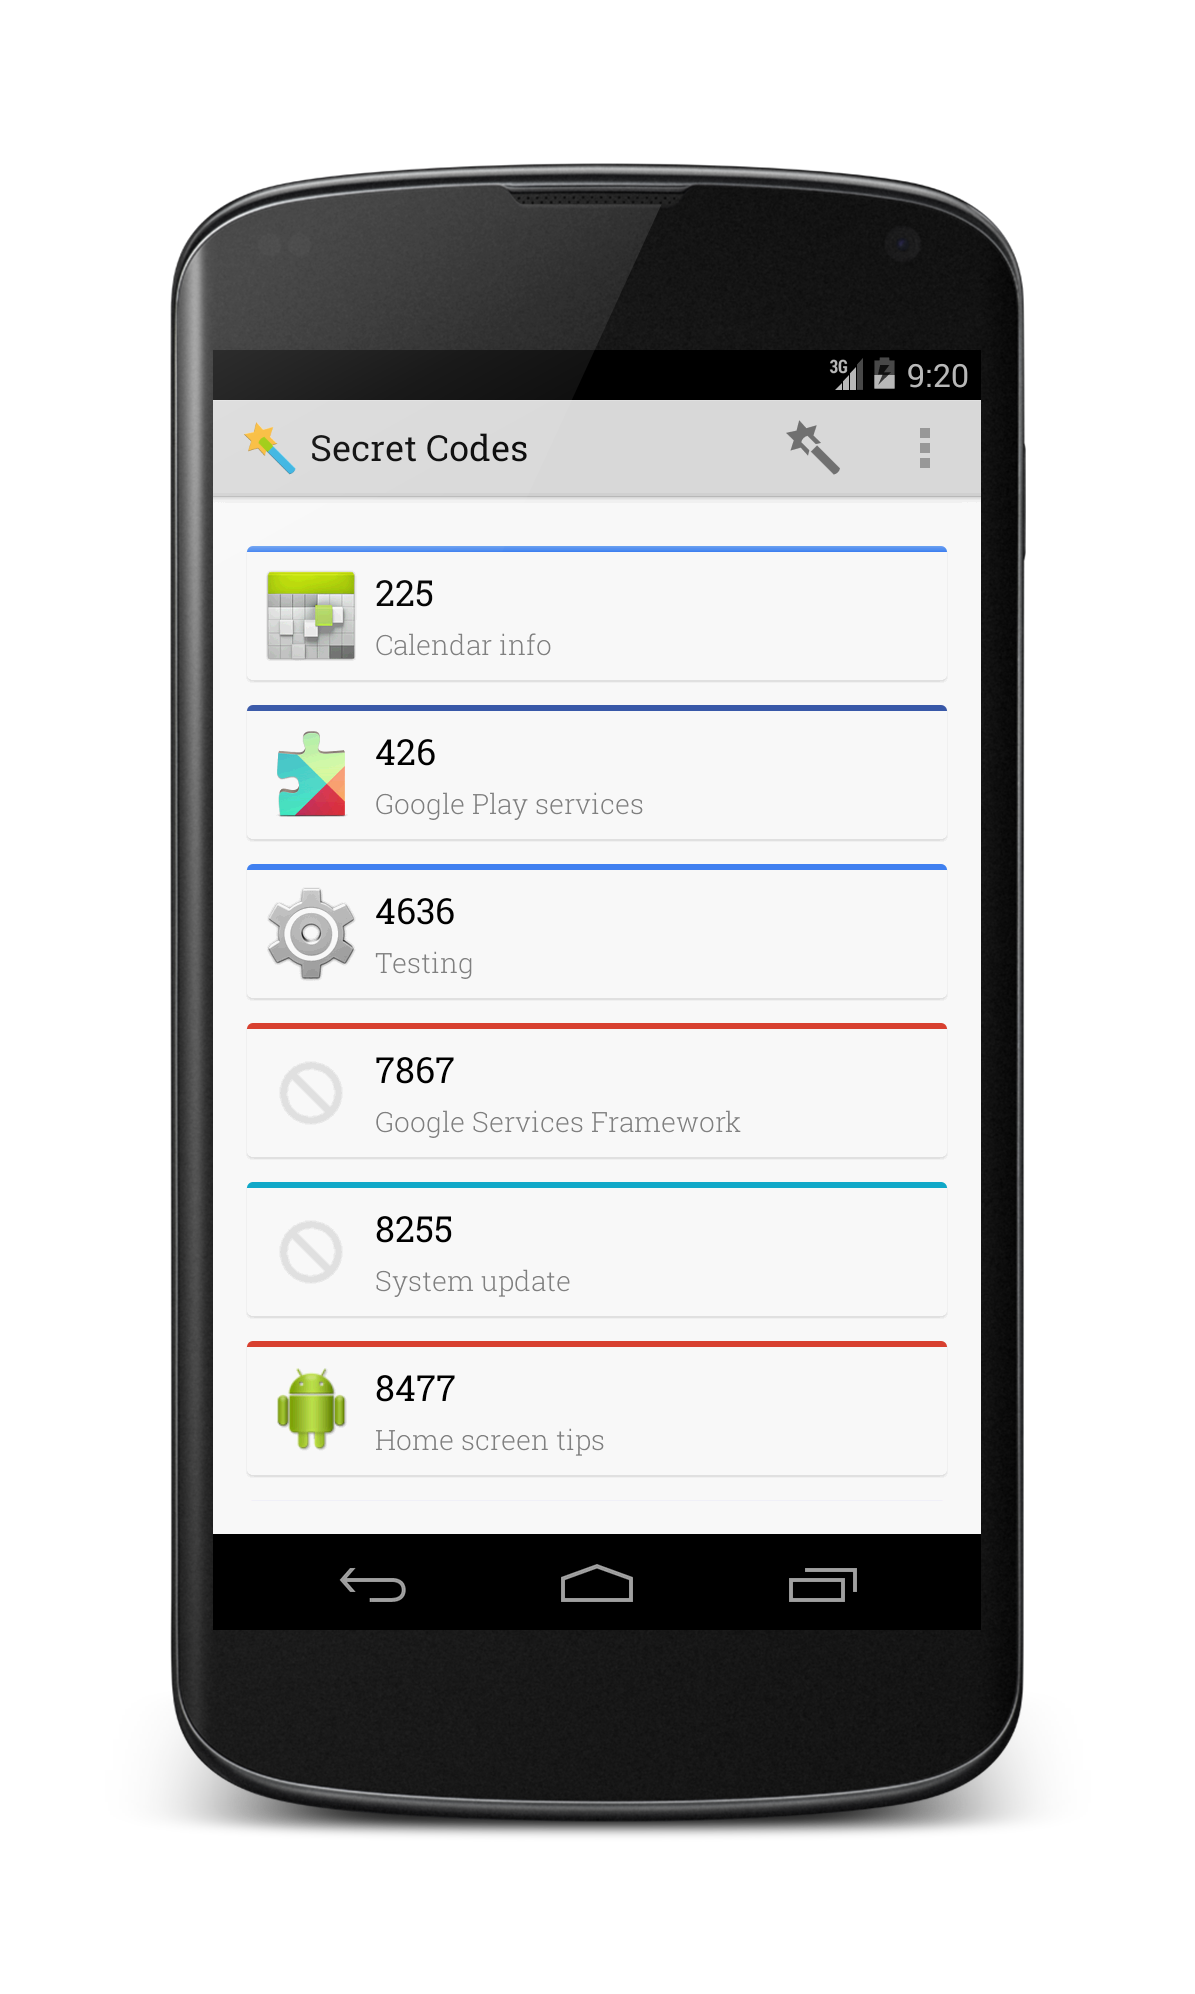 3G 9:20
Secret Codes
225
Calendar info
426
Google Play services
4636
Testing
7867
Google Services Framework
8255
System update
8477
Home screen tips